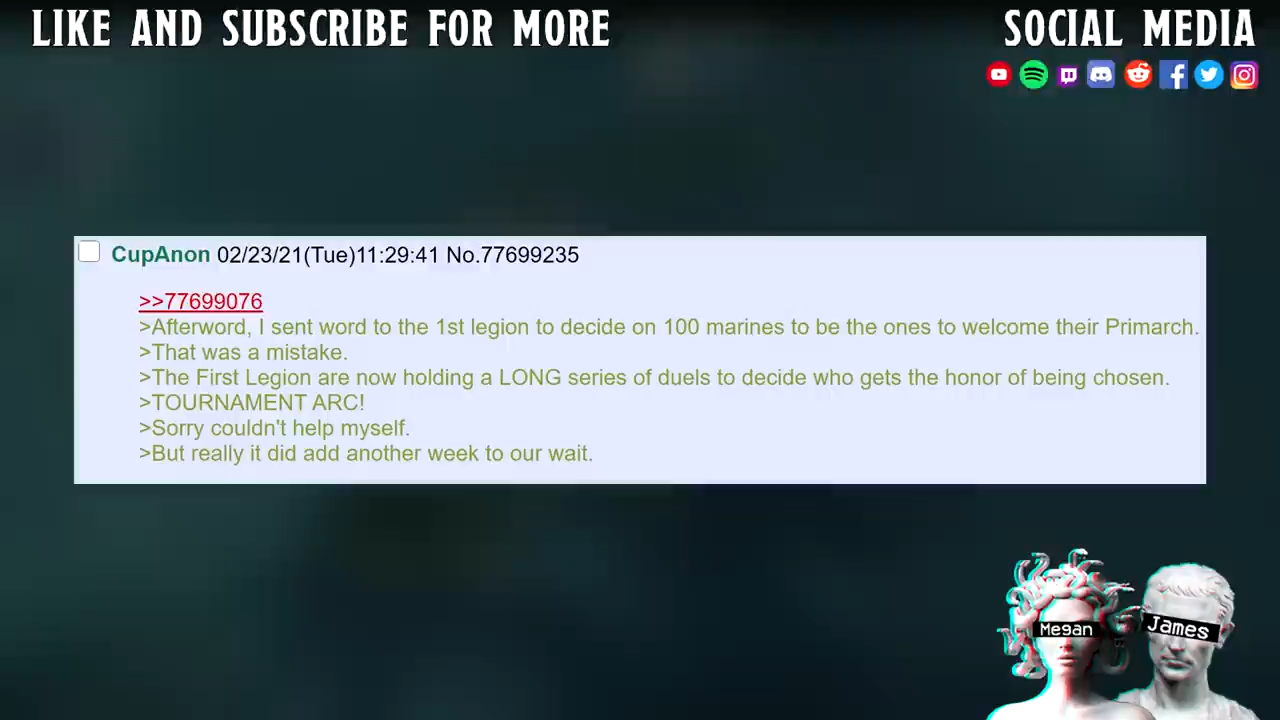 LIKE AND SUBSCRIBE FOR MORE
SOCIAL MEDIA
CupAnon 02/23/21(Tue)11:29:41 No.77699235
>>77699076
>Afterword, I sent word to the 1st legion to decide on 100 marines to be the ones to welcome their Primarch.
>That was a mistake.
>The First Legion are now holding a LONG series of duels to decide who gets the honor of being chosen.
>TOURNAMENT ARC!
>Sorry couldn't help myself.
>But really it did add another week to our wait.
Megan
James